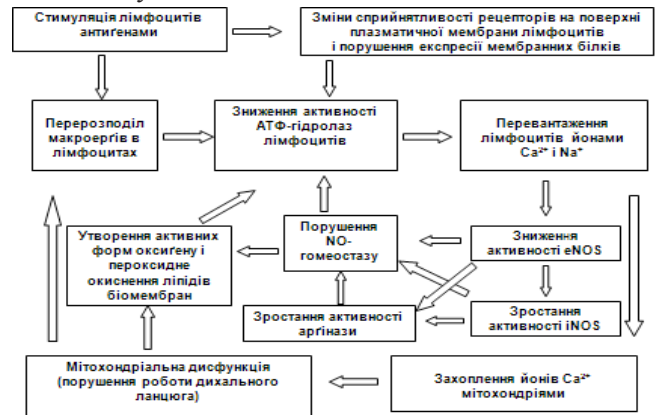 Стимуляція лімфоцитів
антигенами
Зміни сприйнятливості рецепторів на поверхні
плазматичної мембрани лімфоцитів
і порушення експресії мембранних білків
Перерозподіл
макроергів в
лімфоцитах
Зниження активності
АТФ-гідролаз
лімфоцитів
Перевантаження
лімфоцитів йонами
Ca²⁺ і Na⁺
Утворення активних
форм оксиґену і
пероксидне
окиснення ліпідів
біомембран
Порушення
NO-
гомеостазу
Зниження
активності eNOS
Зростання активності
арґінази
Зростання
активності iNOS
Мітохондріальна дисфункція
(порушення роботи дихального
ланцюга)
Захоплення йонів Ca²⁺
мітохондріями